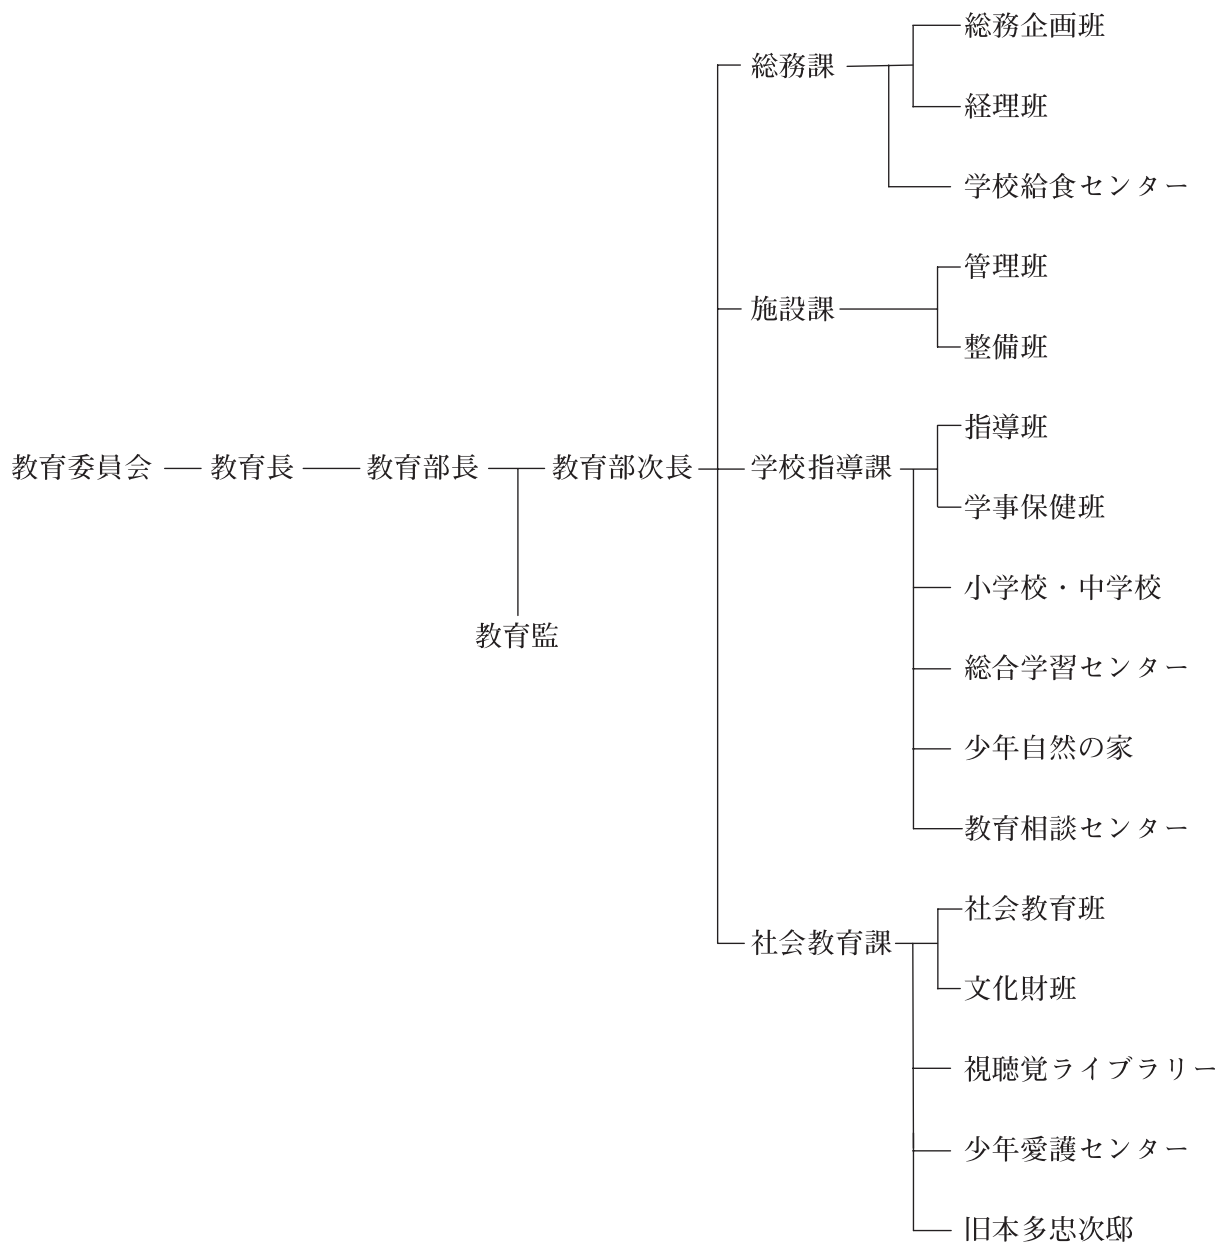 教育委員会
教育長
教育部長
教育監
教育部次長
総務課
総務企画班
経理班
学校給食センター
施設課
管理班
整備班
学校指導課
指導班
学事保健班
小学校・中学校
総合学習センター
少年自然の家
教育相談センター
社会教育課
社会教育班
文化財班
視聴覚ライブラリー
少年愛護センター
旧本多忠次邸